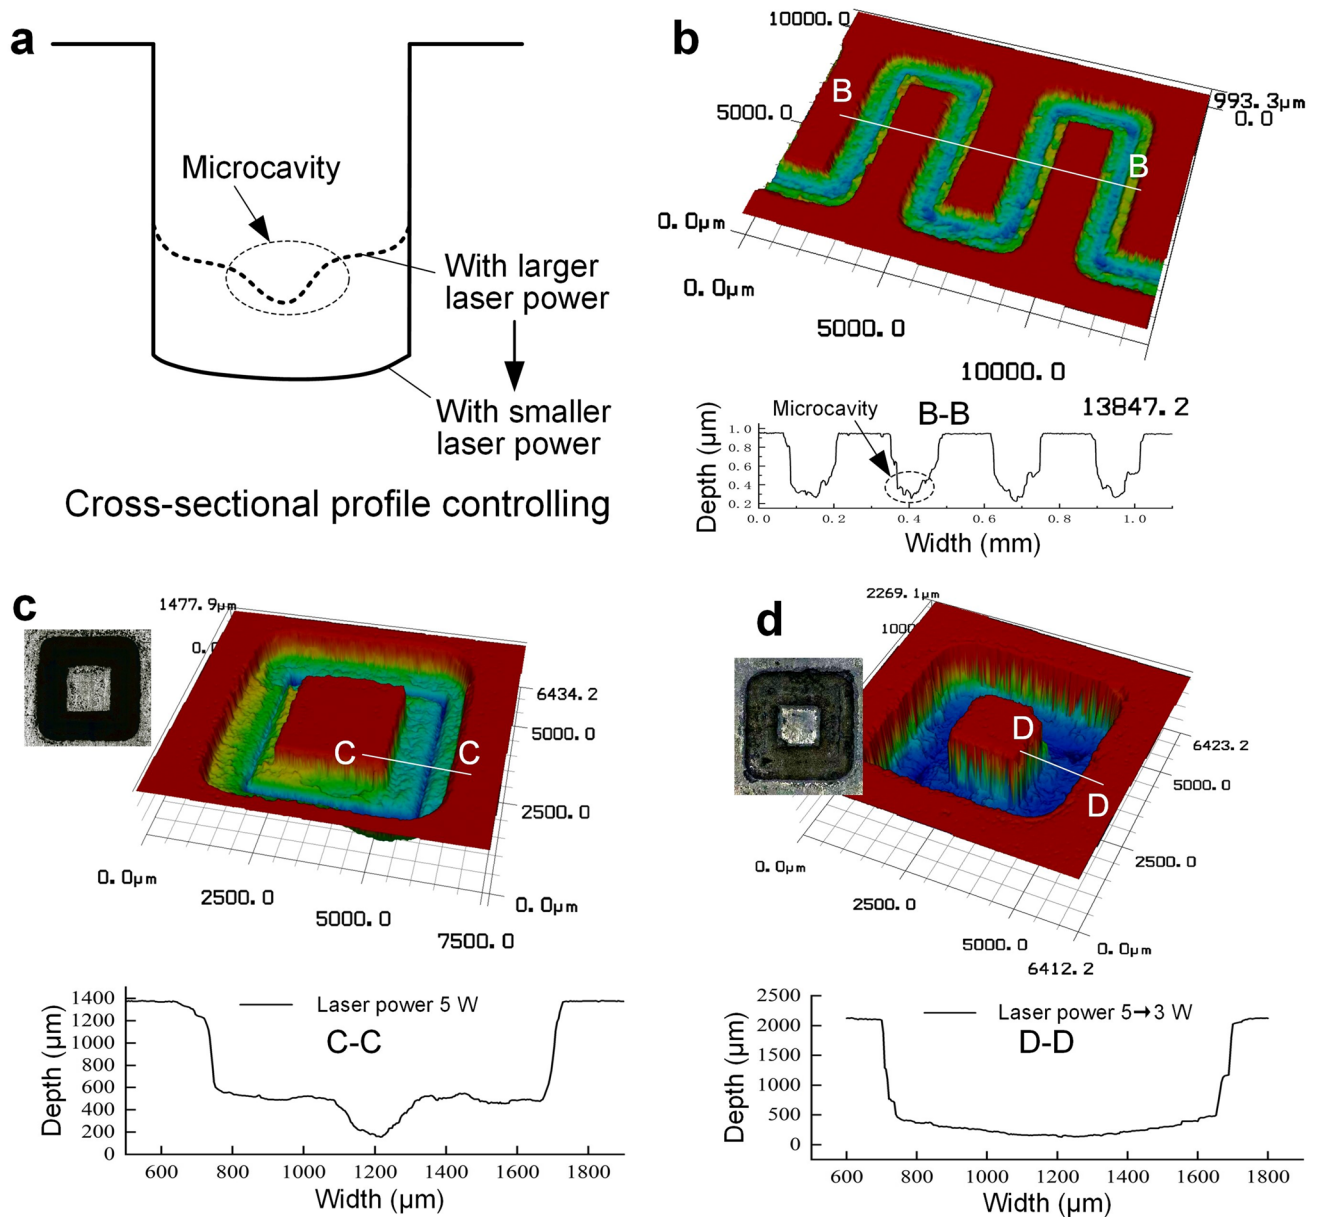 a
Microcavity
With larger
laser power
With smaller
laser power
Cross-sectional profile controlling
b
10000.0
5000.0
0.0μm
993.3μm
0.0
B
B
0.0μm
5000.0
10000.0
13847.2
Microcavity
B-B
Depth (μm)
1.0
0.8
0.6
0.4
0.2
0.0
0.2
0.4
0.6
0.8
1.0
Width (mm)
c
1477.9μm
C
C
6434.2
5000.0
2500.0
0.0μm
0.0μm
2500.0
5000.0
7500.0
Laser power 5 W
C-C
Depth (μm)
1400
1200
1000
800
600
400
200
0
600
800
1000
1200
1400
1600
1800
Width (μm)
d
2269.1μm
D
D
6423.2
5000.0
2500.0
0.0μm
0.0μm
2500.0
5000.0
6412.2
Laser power 5→3 W
D-D
Depth (μm)
2500
2000
1500
1000
500
0
600
800
1000
1200
1400
1600
1800
Width (μm)